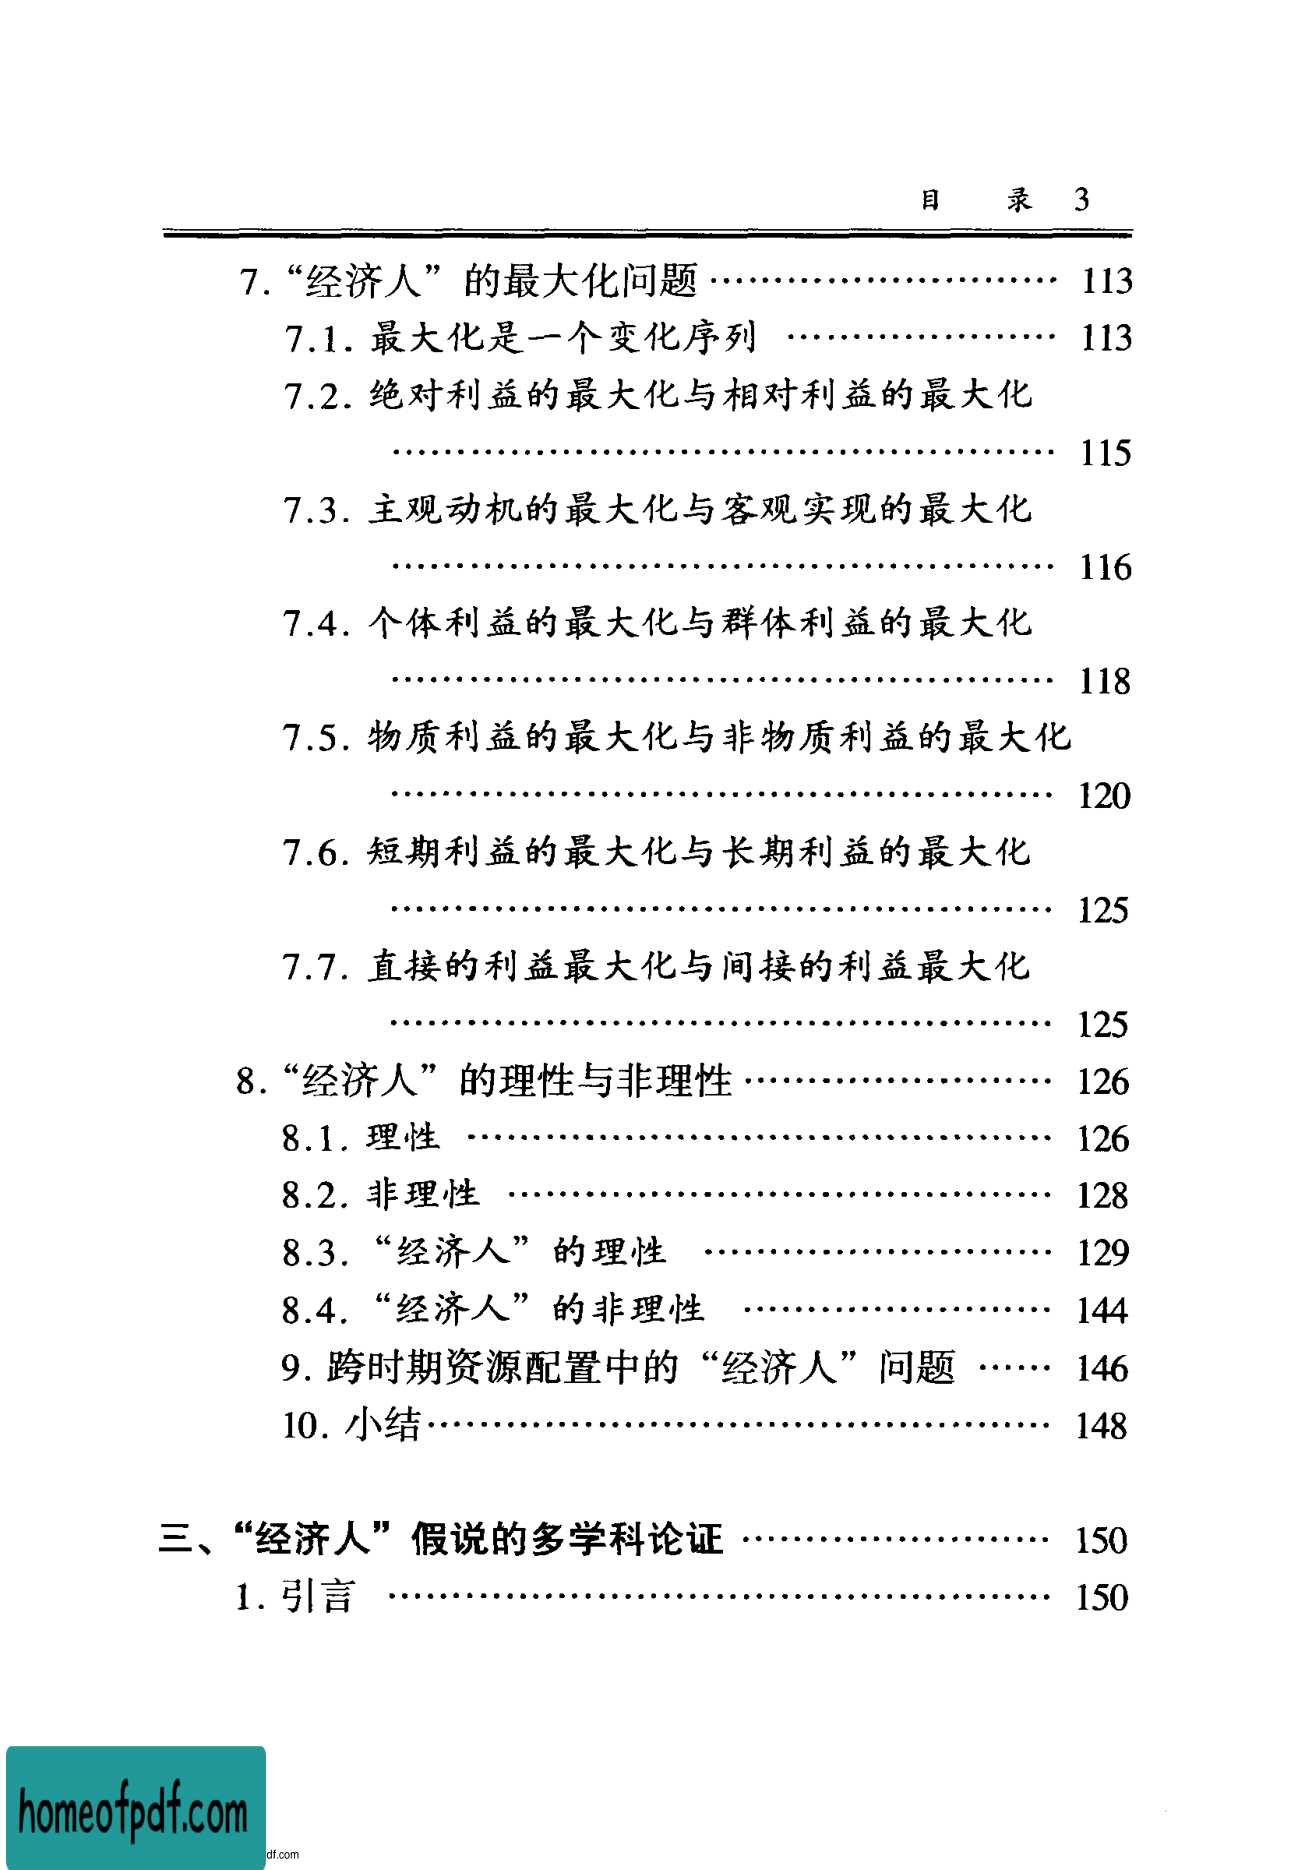 目 录 3
7. “经济人”的最大化问题 ………………………… 113
7.1. 最大化是一个变化序列 ………………… 113
7.2. 绝对利益的最大化与相对利益的最大化
………………………………………… 115
7.3. 主观动机的最大化与客观实现的最大化
………………………………………… 116
7.4. 个体利益的最大化与群体利益的最大化
………………………………………… 118
7.5. 物质利益的最大化与非物质利益的最大化
………………………………………… 120
7.6. 短期利益的最大化与长期利益的最大化
………………………………………… 125
7.7. 直接的利益最大化与间接的利益最大化
………………………………………… 125
8. “经济人”的理性与非理性 ……………………… 126
8.1. 理性 …………………………………… 126
8.2. 非理性 ………………………………… 128
8.3. “经济人”的理性 ……………………… 129
8.4. “经济人”的非理性 …………………… 144
9. 跨时期资源配置中的“经济人”问题 …… 146
10. 小结 ……………………………………… 148
三、“经济人”假说的多学科论证 …………………… 150
1. 引言 ………………………………………… 150
homeofpdf.com
df.com